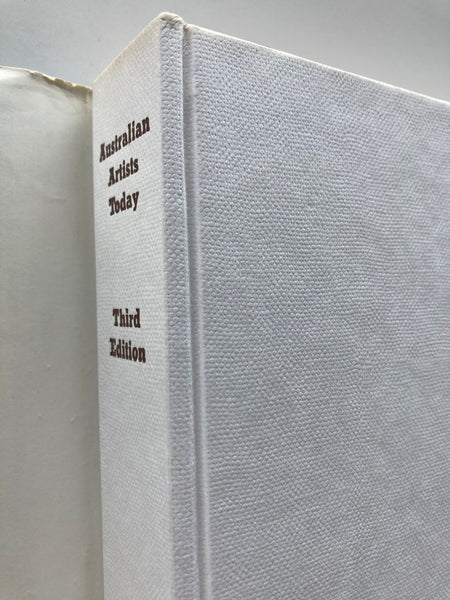 Australian
Artists
Today
Third
Edition